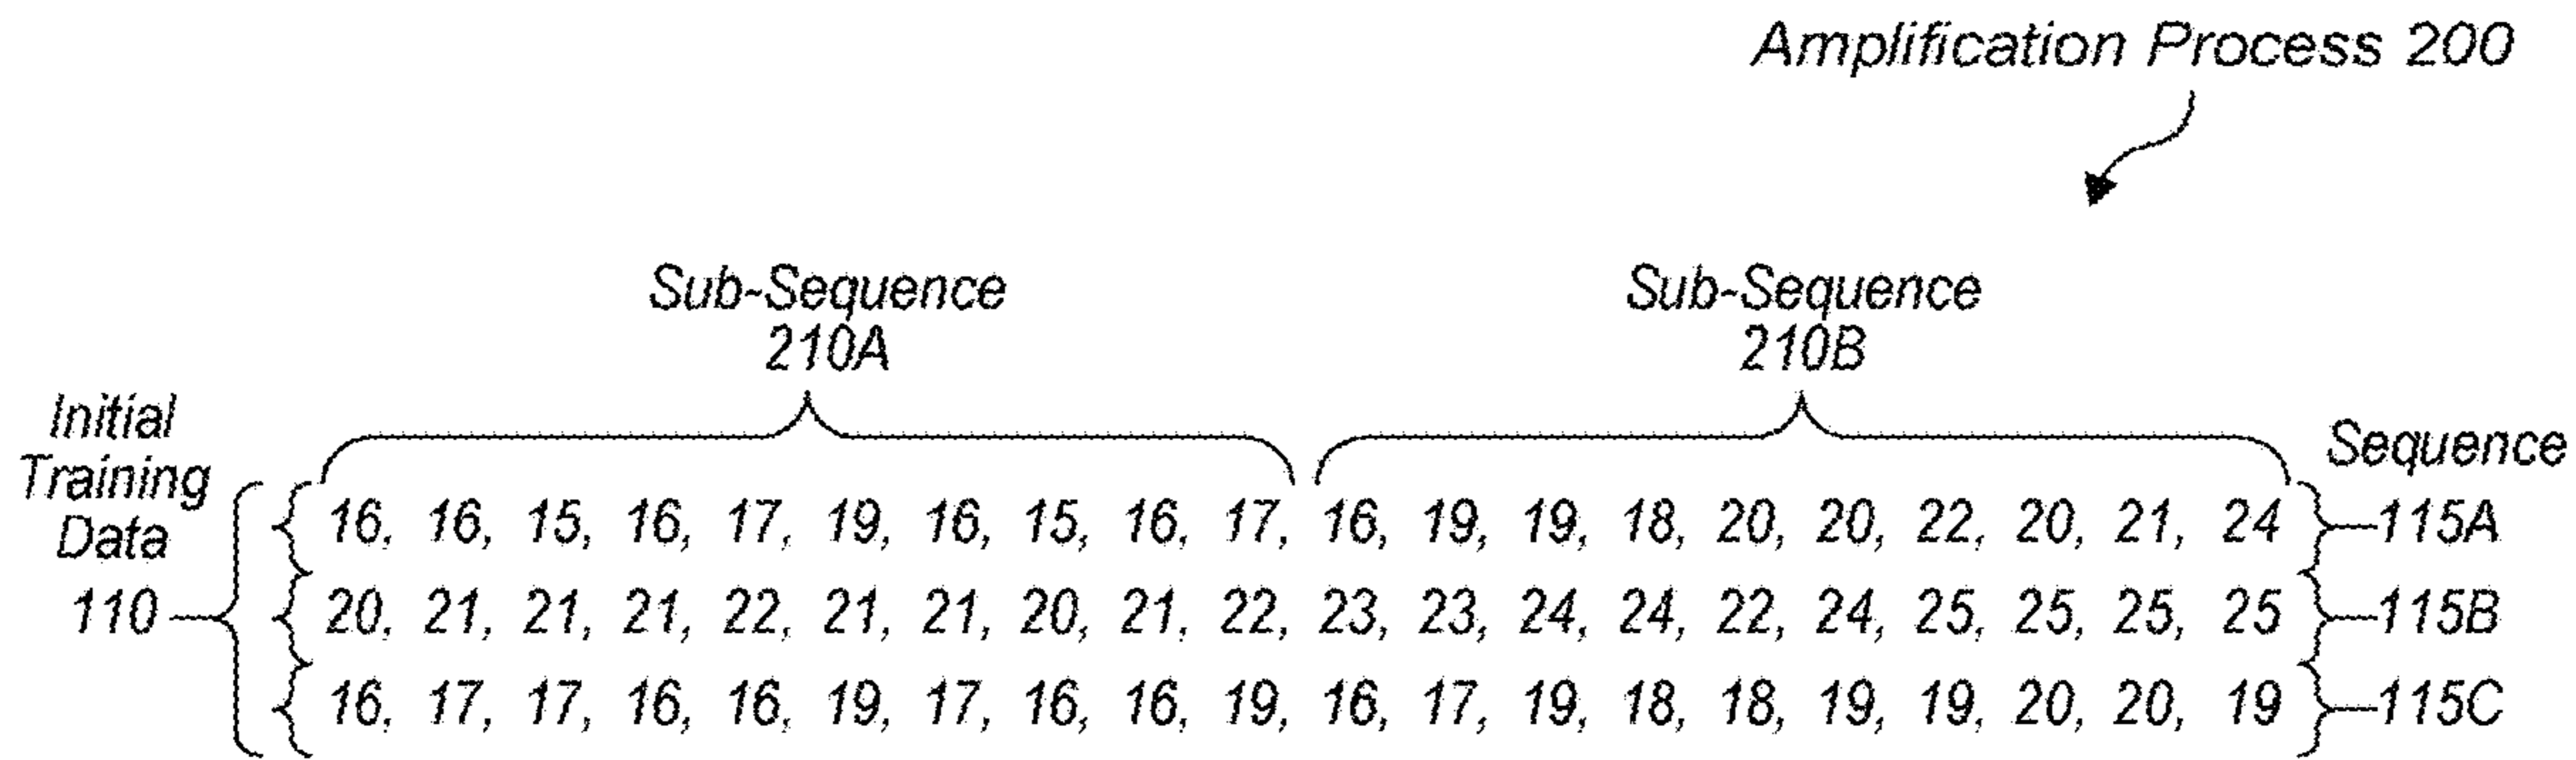 Amplification Process 200
Sub-Sequence
210A
Sub-Sequence
210B
Initial
Training
Data
110
Sequence
16, 16, 15, 16, 17, 19, 16, 15, 16, 17, 16, 19, 19, 18, 20, 20, 22, 20, 21, 24 115A
20, 21, 21, 21, 22, 21, 21, 20, 21, 22, 23, 23, 24, 24, 22, 24, 25, 25, 25, 25 115B
16, 17, 17, 16, 16, 19, 17, 16, 16, 19, 16, 17, 19, 18, 18, 19, 19, 20, 20, 19 115C